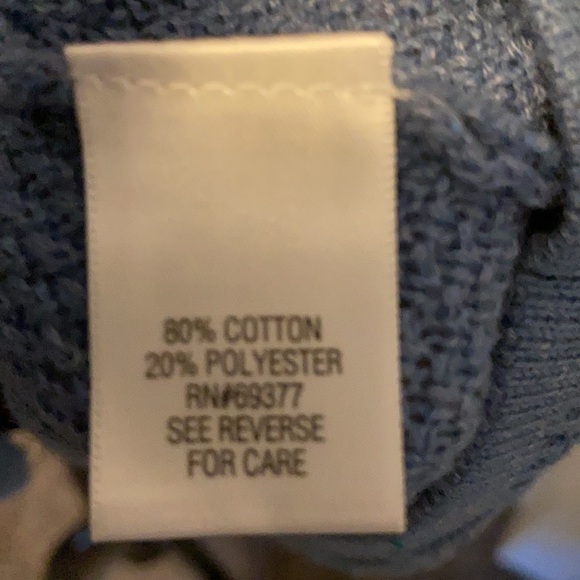 80% COTTON
20% POLYESTER
RN#69377
SEE REVERSE
FOR CARE